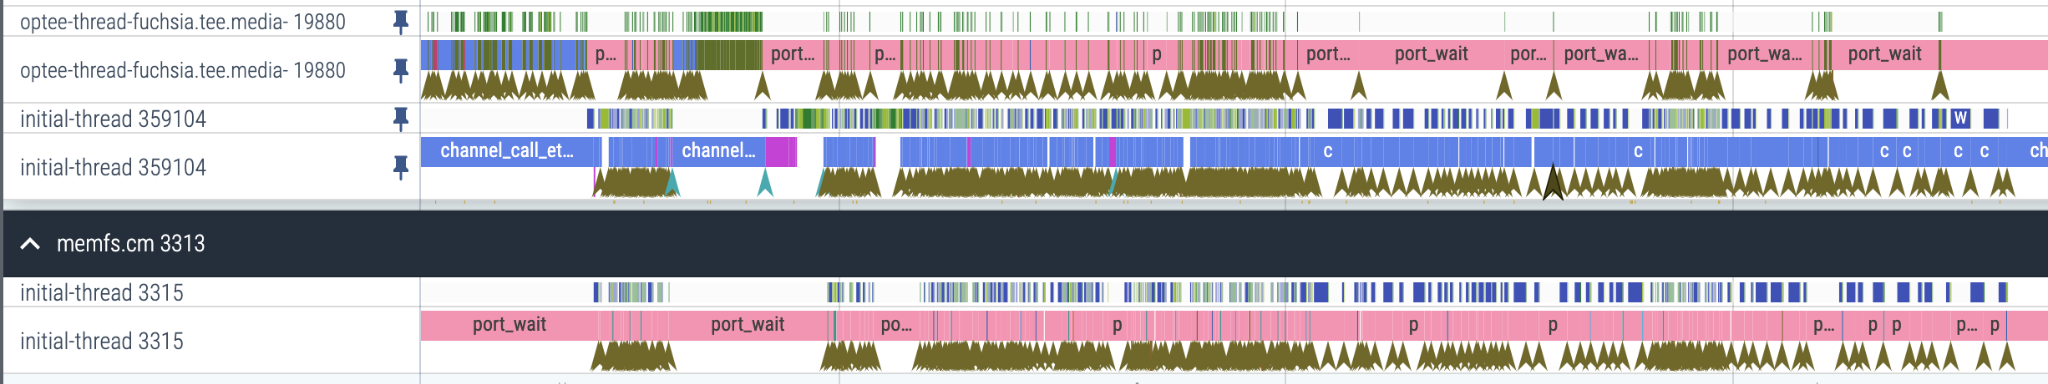 optee-thread-fuchsia.tee.media- 19880
optee-thread-fuchsia.tee.media- 19880 p... port... p... p port... port_wait por... port_wa... port_wa... port_wait
initial-thread 359104 W
initial-thread 359104 channel_call_et... channel... c c c c c c ch
memfs.cm 3313
initial-thread 3315
initial-thread 3315 port_wait port_wait po... p p p p... p p p... p